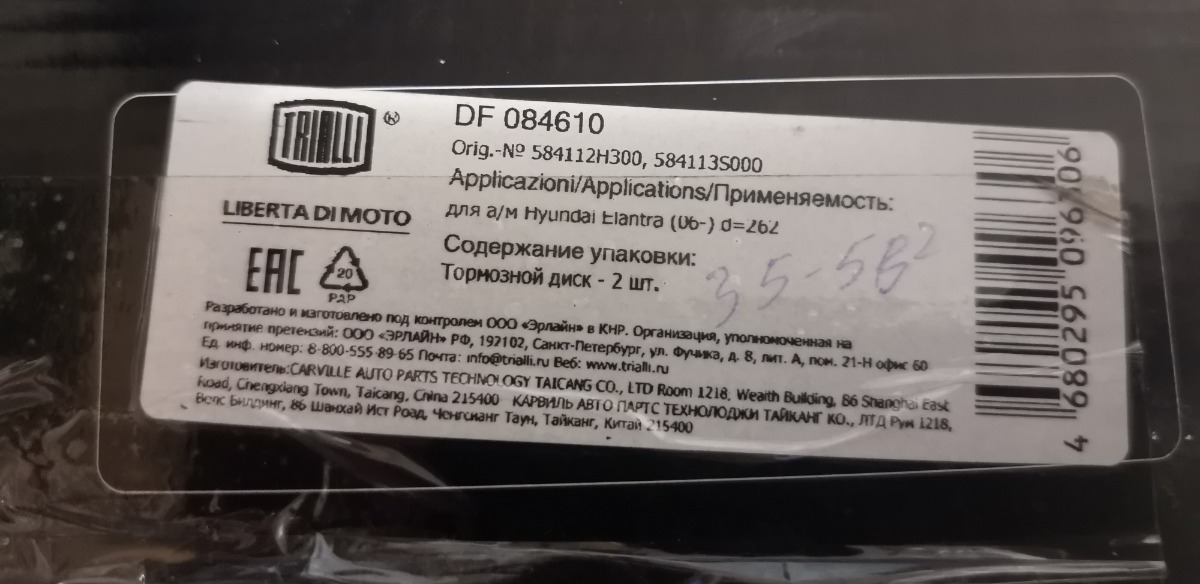 TRIALLI ®
LIBERTA DI MOTO
EAC
20
PAP
DF 084610
Orig.-№ 584112H300, 584113S000
Applicazioni/Applications/Применяемость:
для а/м Hyundai Elantra (06-) d=262
Содержание упаковки:
Тормозной диск - 2 шт.
35-5В²
Разработано и изготовлено под контролем ООО «Эрлайн» в КНР. Организация, уполномоченная на
принятие претензий: ООО «ЭРЛАЙН» РФ, 192102, Санкт-Петербург, ул. Фучика, д. 8, лит. А, пом. 21-Н офис 60
Ед. инф. номер: 8-800-555-89-65 Почта: info@trialli.ru Веб: www.trialli.ru
Изготовитель:CARVILLE AUTO PARTS TECHNOLOGY TAICANG CO., LTD Room 1218, Wealth Building, 86 Shanghai East
Road, Chengxiang Town, Taicang, China 215400 КАРВИЛЬ АВТО ПАРТС ТЕХНОЛОДЖИ ТАЙКАНГ КО., ЛТД Рум 1218,
Велс Билдинг, 86 Шанхай Ист Роад, Ченгсианг Таун, Тайканг, Китай 215400
4 680295 096306